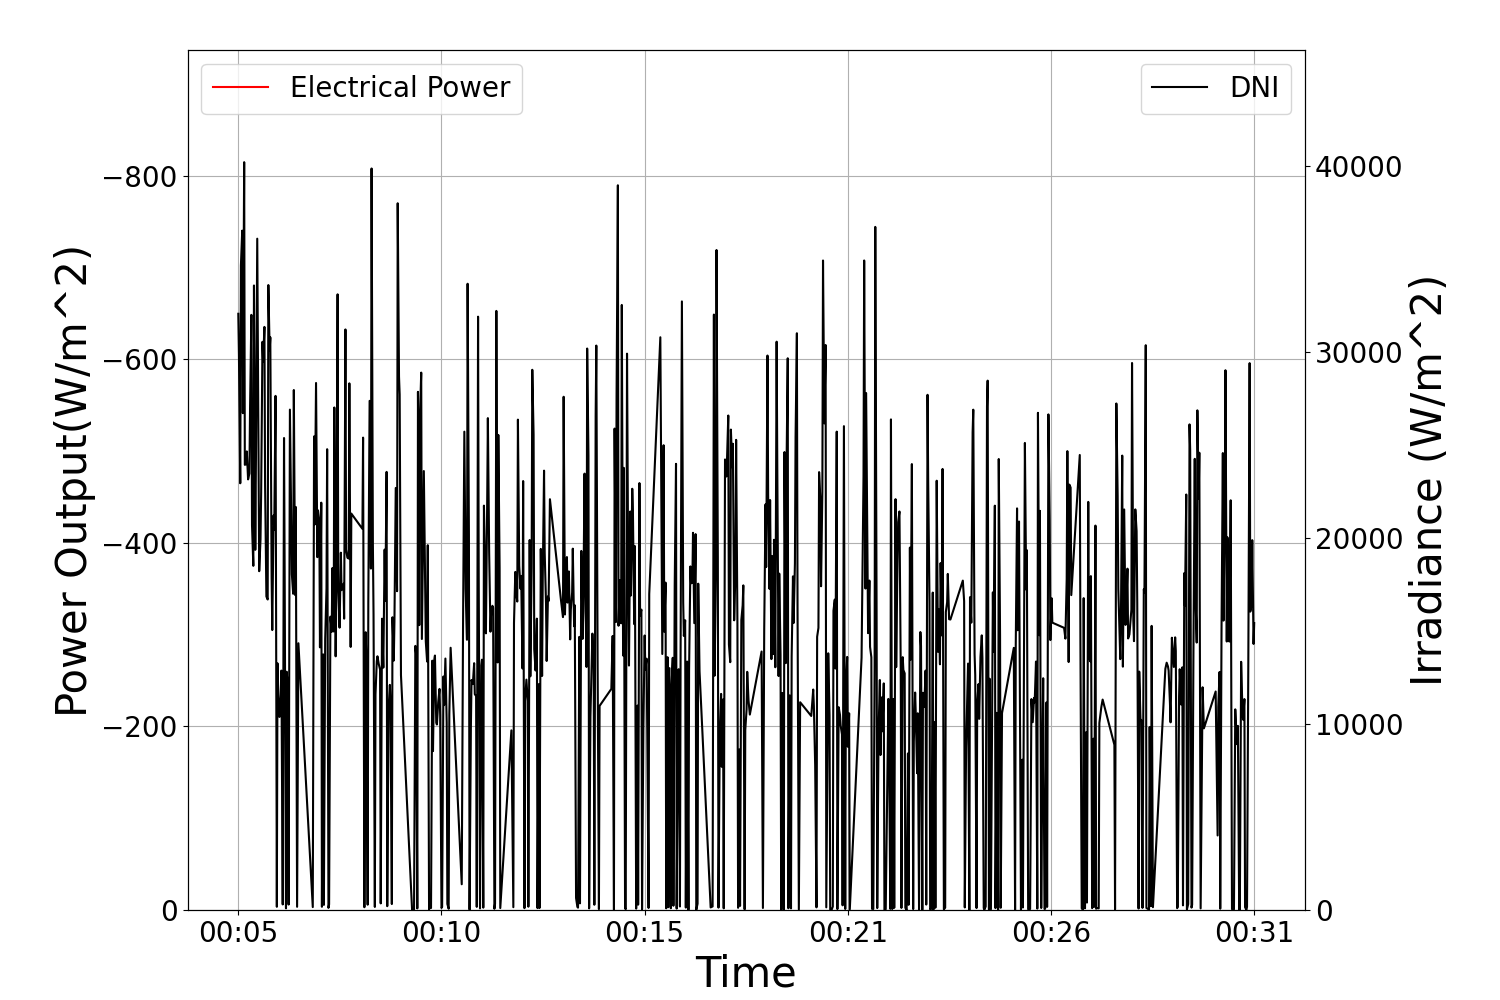 Electrical Power
DNI
Power Output(W/m^2)
−800
−600
−400
−200
0
40000
30000
20000
10000
0
Irradiance (W/m^2)
00:05 00:10 00:15 00:21 00:26 00:31
Time